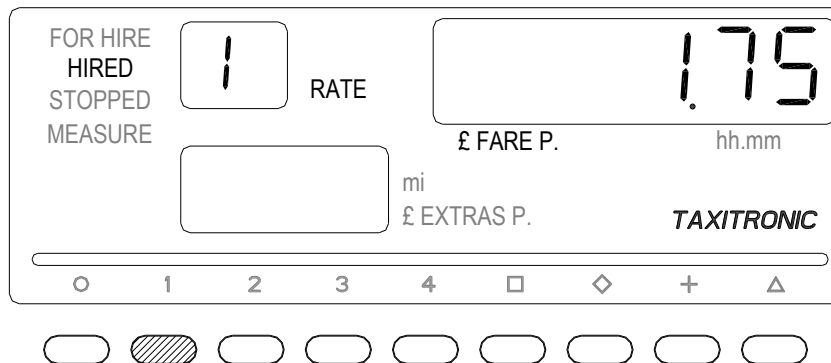 FOR HIRE
HIRED
STOPPED
MEASURE
1
RATE
1.75
£ FARE P.
hh.mm
mi
£ EXTRAS P.
TAXITRONIC
1 2 3 4